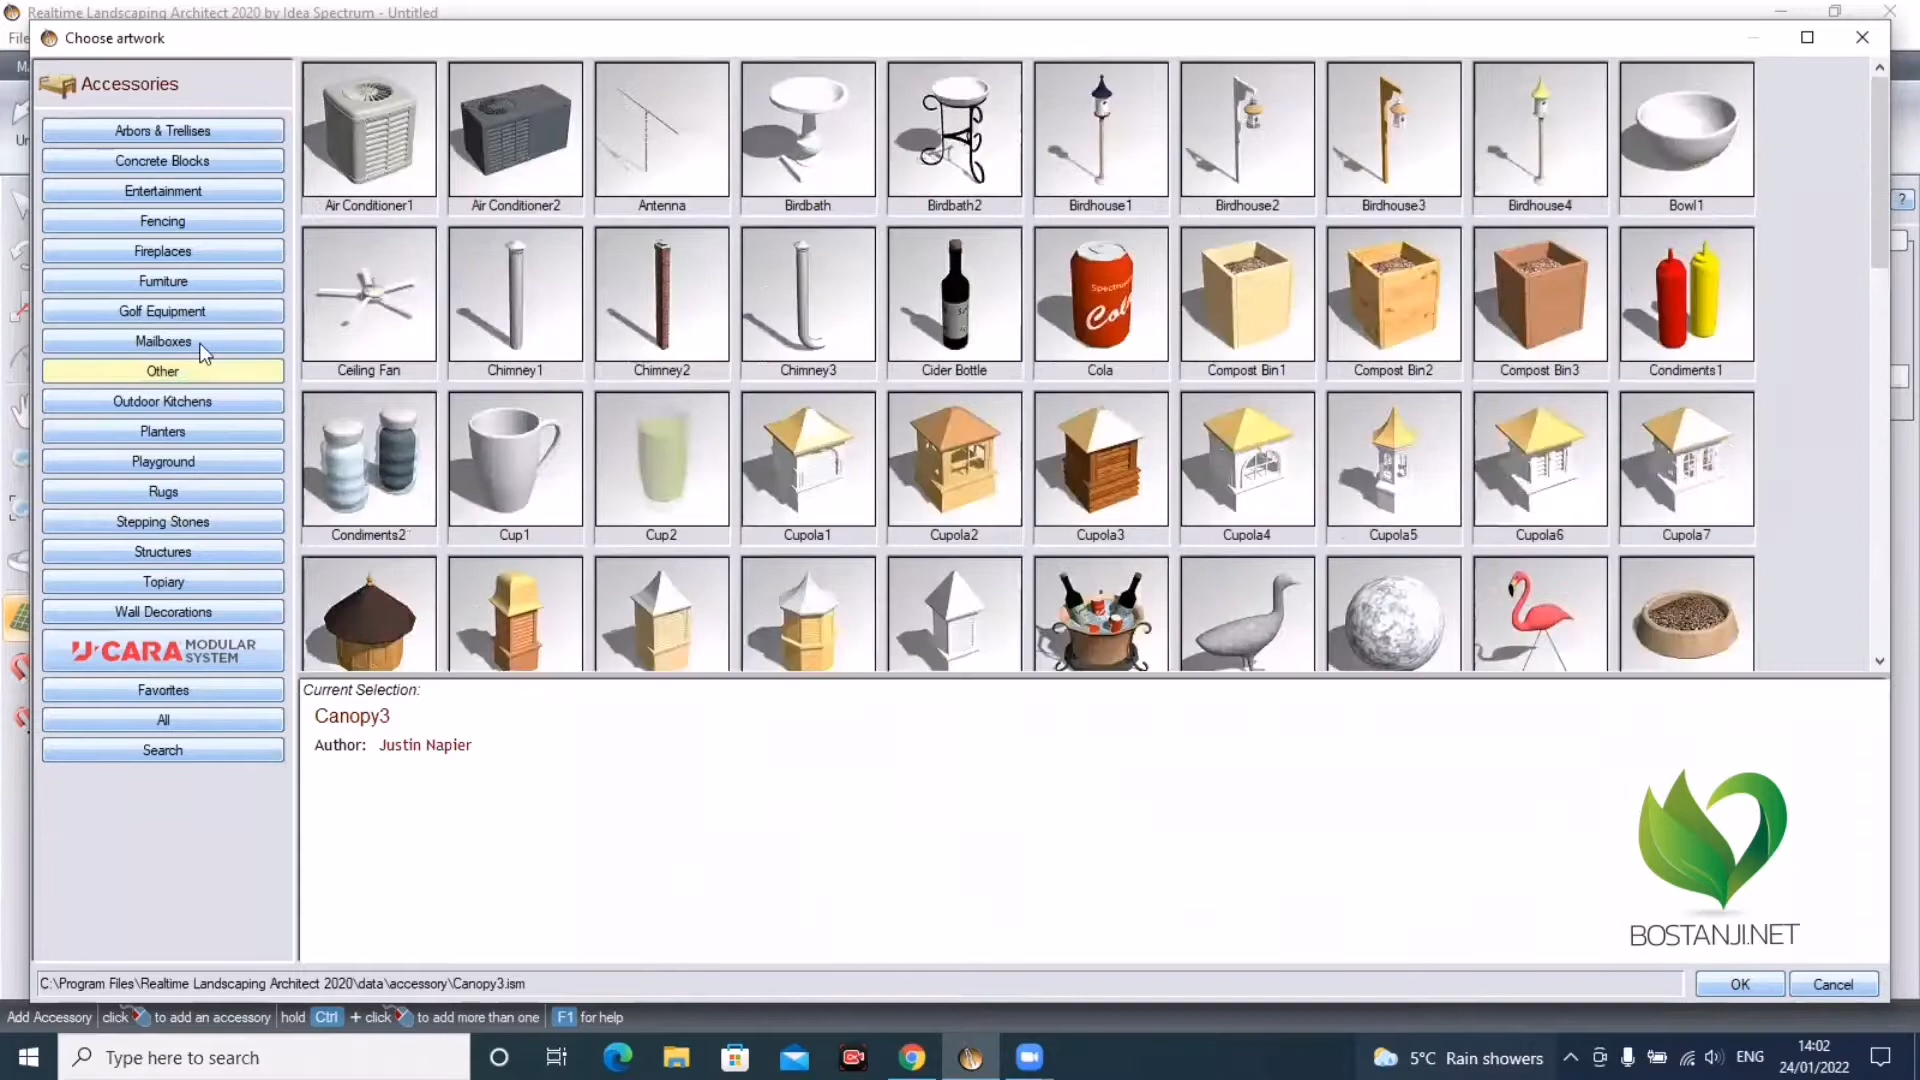 Realtime Landscaping Architect 2020 by Idea Spectrum - Untitled
File
Choose artwork
Accessories
Arbors & Trellises
Concrete Blocks
Entertainment
Fencing
Fireplaces
Furniture
Golf Equipment
Mailboxes
Other
Outdoor Kitchens
Planters
Playground
Rugs
Stepping Stones
Structures
Topiary
Wall Decorations
U-CARA MODULAR SYSTEM
Favorites
All
Search
Air Conditioner1 Air Conditioner2 Antenna Birdbath Birdbath2 Birdhouse1 Birdhouse2 Birdhouse3 Birdhouse4 Bowl1
Spectrum
Cola
Ceiling Fan Chimney1 Chimney2 Chimney3 Cider Bottle Cola Compost Bin1 Compost Bin2 Compost Bin3 Condiments1
Condiments2 Cup1 Cup2 Cupola1 Cupola2 Cupola3 Cupola4 Cupola5 Cupola6 Cupola7
Current Selection:
Canopy3
Author: Justin Napier
BOSTANJI.NET
C:\Program Files\Realtime Landscaping Architect 2020\data\accessory\Canopy3.ism
OK Cancel
Add Accessory click to add an accessory hold Ctrl + click to add more than one F1 for help
Type here to search
5°C Rain showers
ENG
14:02
24/01/2022